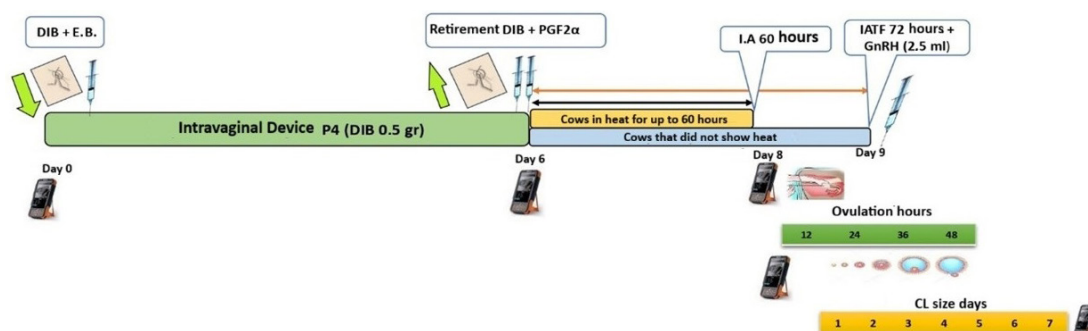 DIB + E.B.
Retirement DIB + PGF2α
I.A 60 hours
IATF 72 hours +
GnRH (2.5 ml)
Intravaginal Device P4 (DIB 0.5 gr)
Cows in heat for up to 60 hours
Cows that did not show heat
Day 0
Day 6
Day 8
Day 9
Ovulation hours
12 24 36 48
CL size days
1 2 3 4 5 6 7